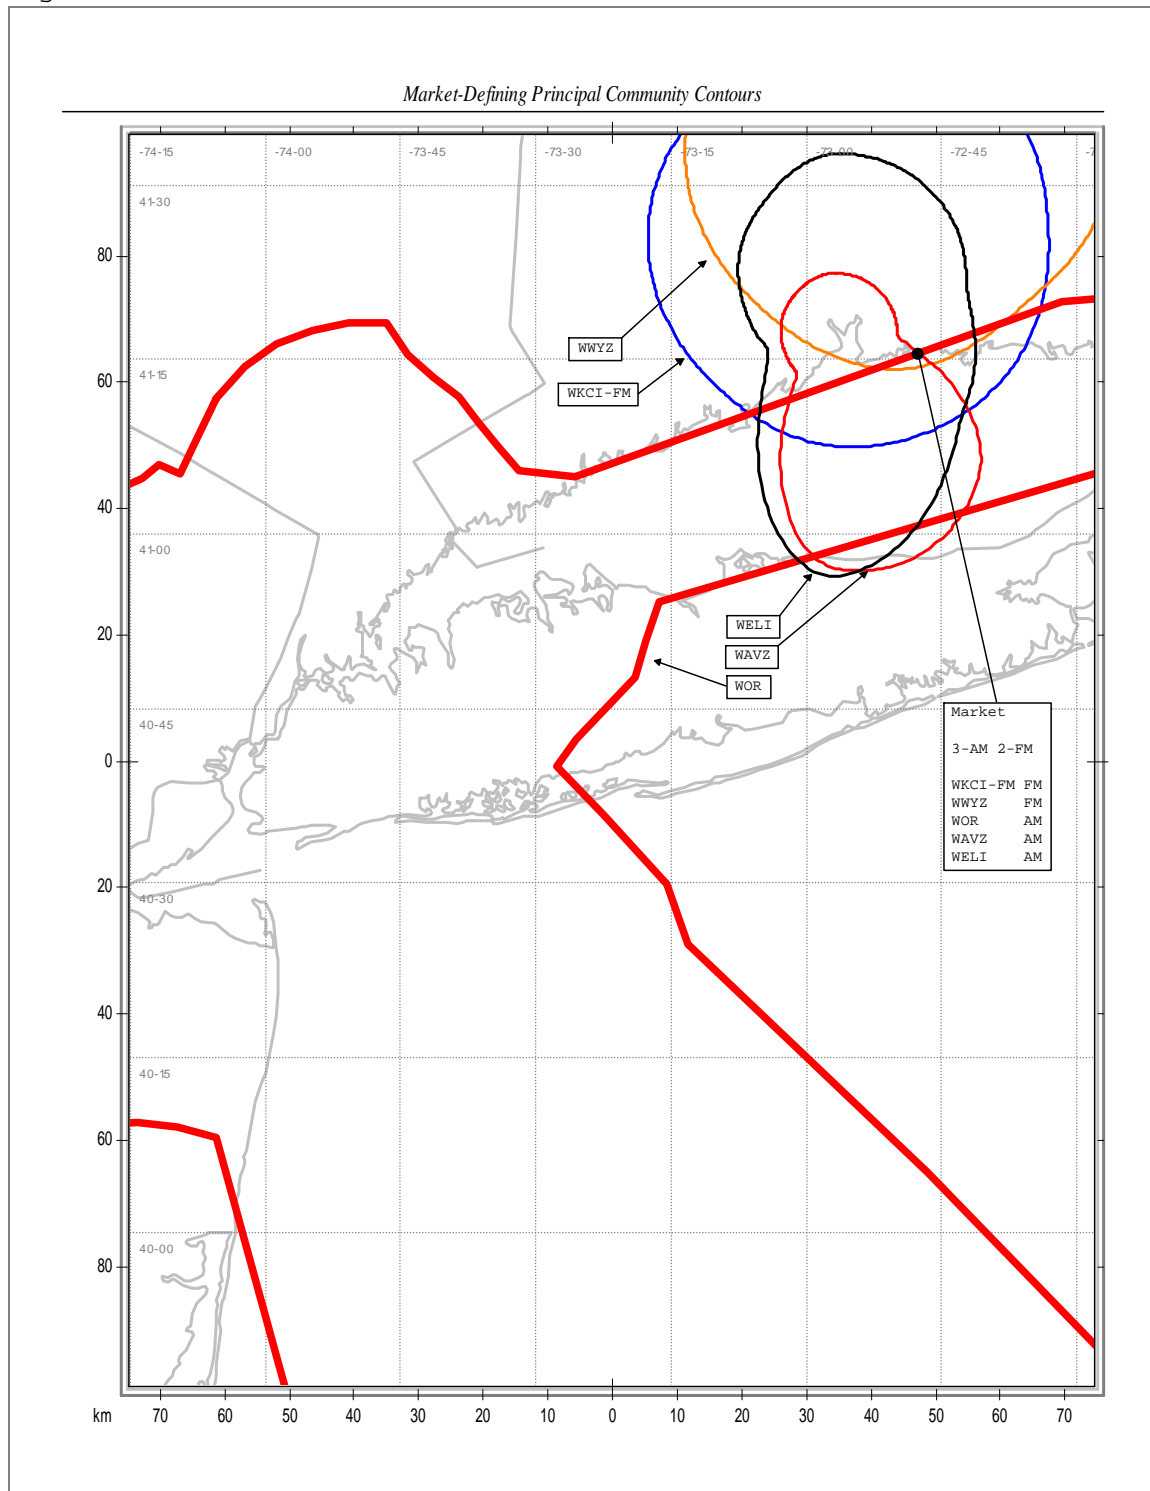 Market-Defining Principal Community Contours
-74-15 -74-00 -73-45 -73-30 -73-15 -73-00 -72-45
41-30
80
WWYZ
41-15
60
WKCI-FM
40
41-00
WELI
20
WAVZ
WOR
40-45
0
Market
3-AM 2-FM
WKCI-FM FM
WWYZ FM
WOR AM
WAVZ AM
WELI AM
20
40-30
40
40-15
60
40-00
80
km 70 60 50 40 30 20 10 0 10 20 30 40 50 60 70